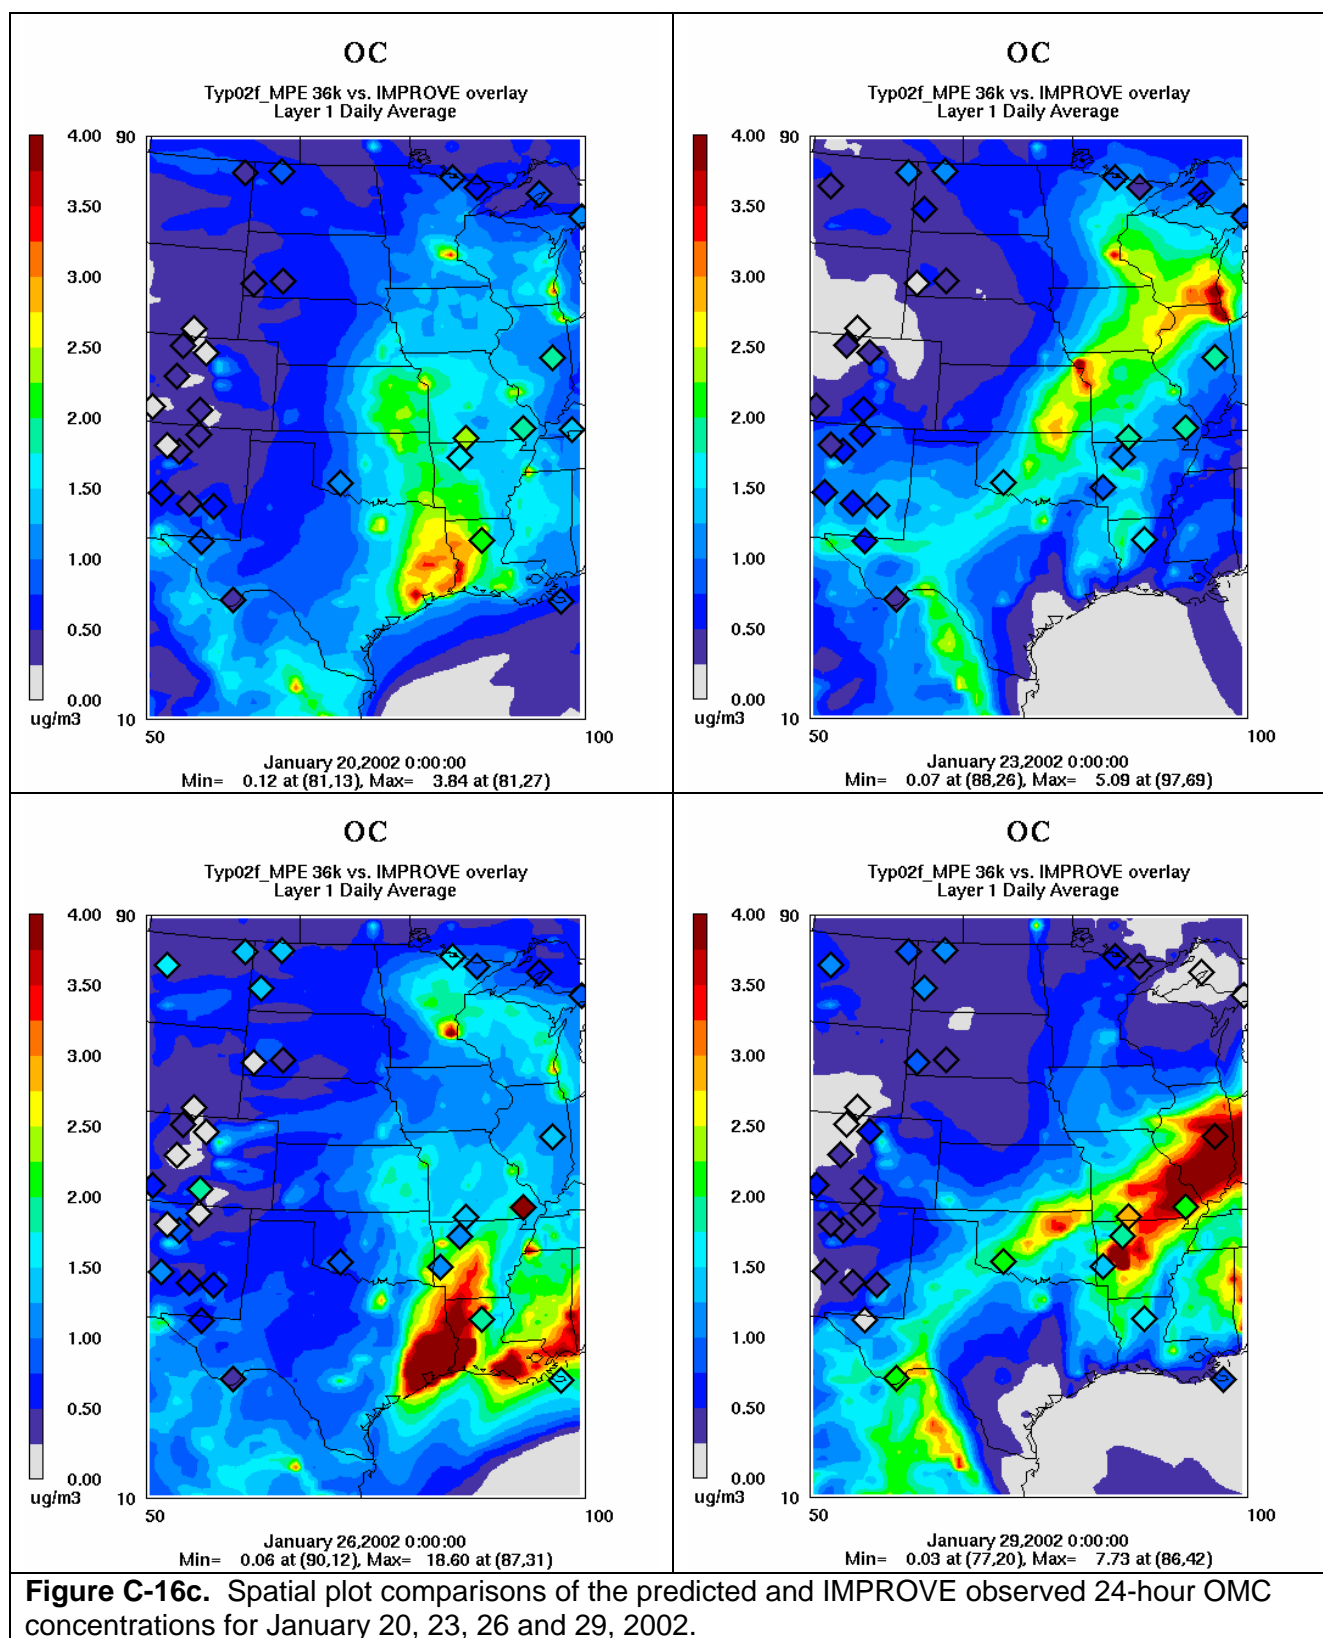 OC
Typ02f_MPE 36k vs. IMPROVE overlay
Layer 1 Daily Average
4.00
3.50
3.00
2.50
2.00
1.50
1.00
0.50
0.00
ug/m3
90
10
50
100
January 20,2002 0:00:00
Min= 0.12 at (81,13), Max= 3.84 at (81,27)
OC
Typ02f_MPE 36k vs. IMPROVE overlay
Layer 1 Daily Average
4.00
3.50
3.00
2.50
2.00
1.50
1.00
0.50
0.00
ug/m3
90
10
50
100
January 23,2002 0:00:00
Min= 0.07 at (88,26), Max= 5.09 at (97,69)
OC
Typ02f_MPE 36k vs. IMPROVE overlay
Layer 1 Daily Average
4.00
3.50
3.00
2.50
2.00
1.50
1.00
0.50
0.00
ug/m3
90
10
50
100
January 26,2002 0:00:00
Min= 0.06 at (90,12), Max= 18.60 at (87,31)
OC
Typ02f_MPE 36k vs. IMPROVE overlay
Layer 1 Daily Average
4.00
3.50
3.00
2.50
2.00
1.50
1.00
0.50
0.00
ug/m3
90
10
50
100
January 29,2002 0:00:00
Min= 0.03 at (77,20), Max= 7.73 at (86,42)
Figure C-16c. Spatial plot comparisons of the predicted and IMPROVE observed 24-hour OMC
concentrations for January 20, 23, 26 and 29, 2002.